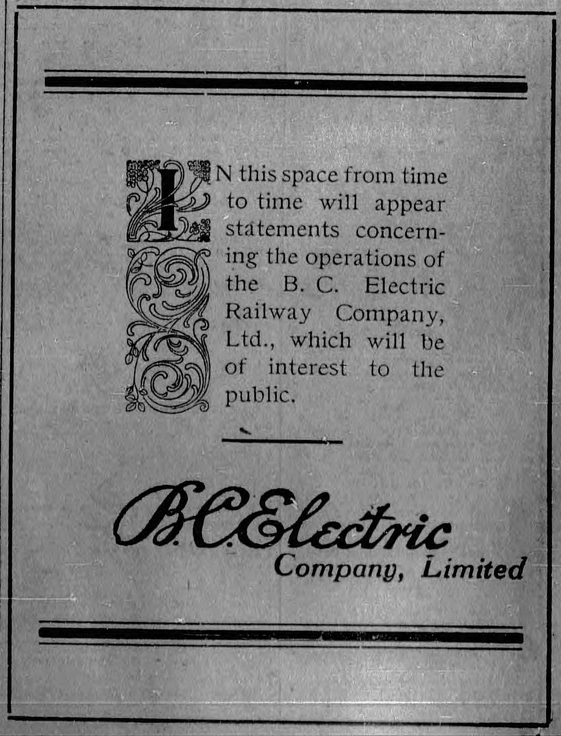 IN this space from time
to time will appear
statements concern-
ing the operations of
the B. C. Electric
Railway Company,
Ltd., which will be
of interest to the
public.
B.C. Electric
Company, Limited